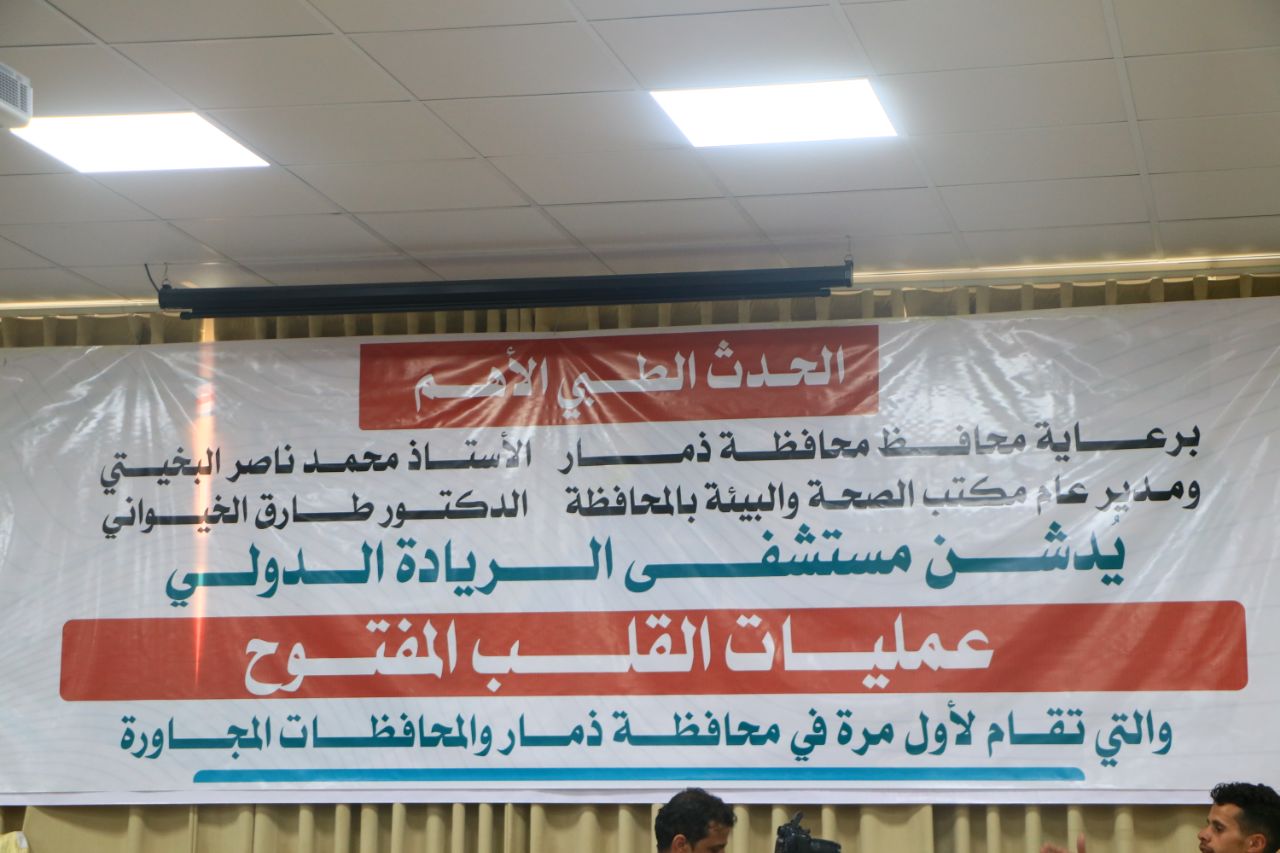 الحدث الطبي الأهم
برعاية محافظ محافظة ذمار الأستاذ محمد ناصر البخيتي
ومدير عام مكتب الصحة والبيئة بالمحافظة الدكتور طارق الخيواني
يُدشن مستشفى الريادة الدولي
عمليات القلب المفتوح
والتي تقام لأول مرة في محافظة ذمار والمحافظات المجاورة